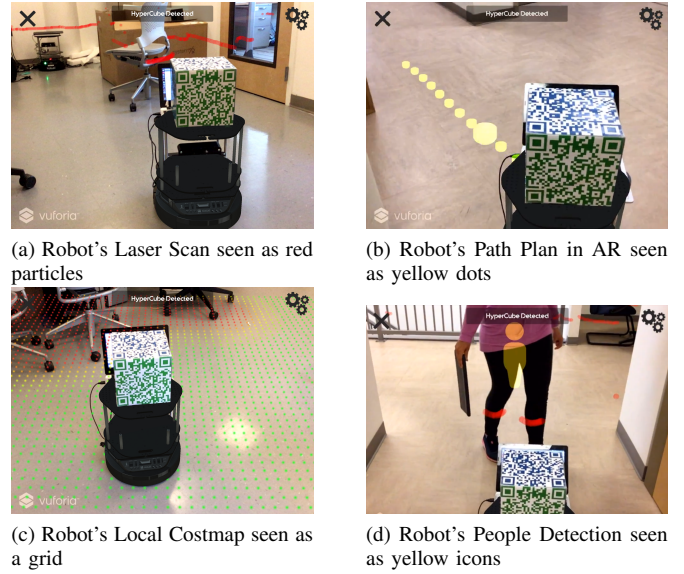 HyperCube Detected
vuforia
HyperCube Detected
vuforia
(a) Robot's Laser Scan seen as red
particles
(b) Robot's Path Plan in AR seen
as yellow dots
HyperCube Detected
vuforia
HyperCube Detected
(c) Robot's Local Costmap seen as
a grid
(d) Robot's People Detection seen
as yellow icons